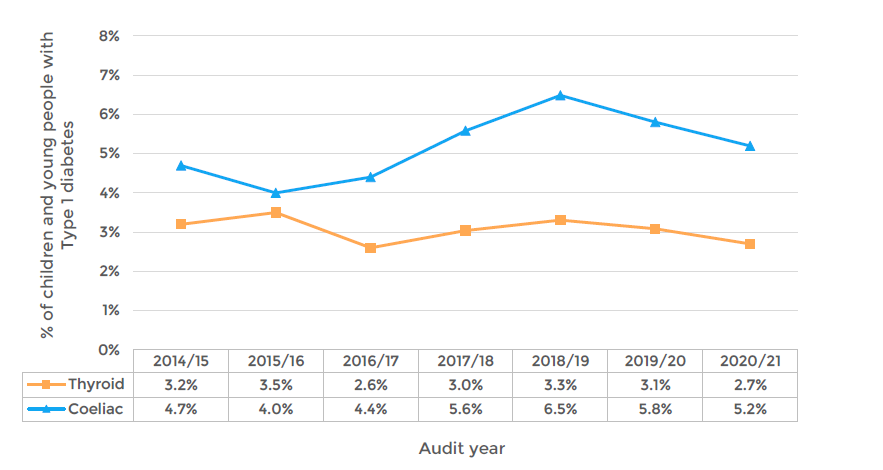 % of children and young people with
Type 1 diabetes
8%
7%
6%
5%
4%
3%
2%
1%
0%
2014/15 2015/16 2016/17 2017/18 2018/19 2019/20 2020/21
Thyroid 3.2% 3.5% 2.6% 3.0% 3.3% 3.1% 2.7%
Coeliac 4.7% 4.0% 4.4% 5.6% 6.5% 5.8% 5.2%
Audit year